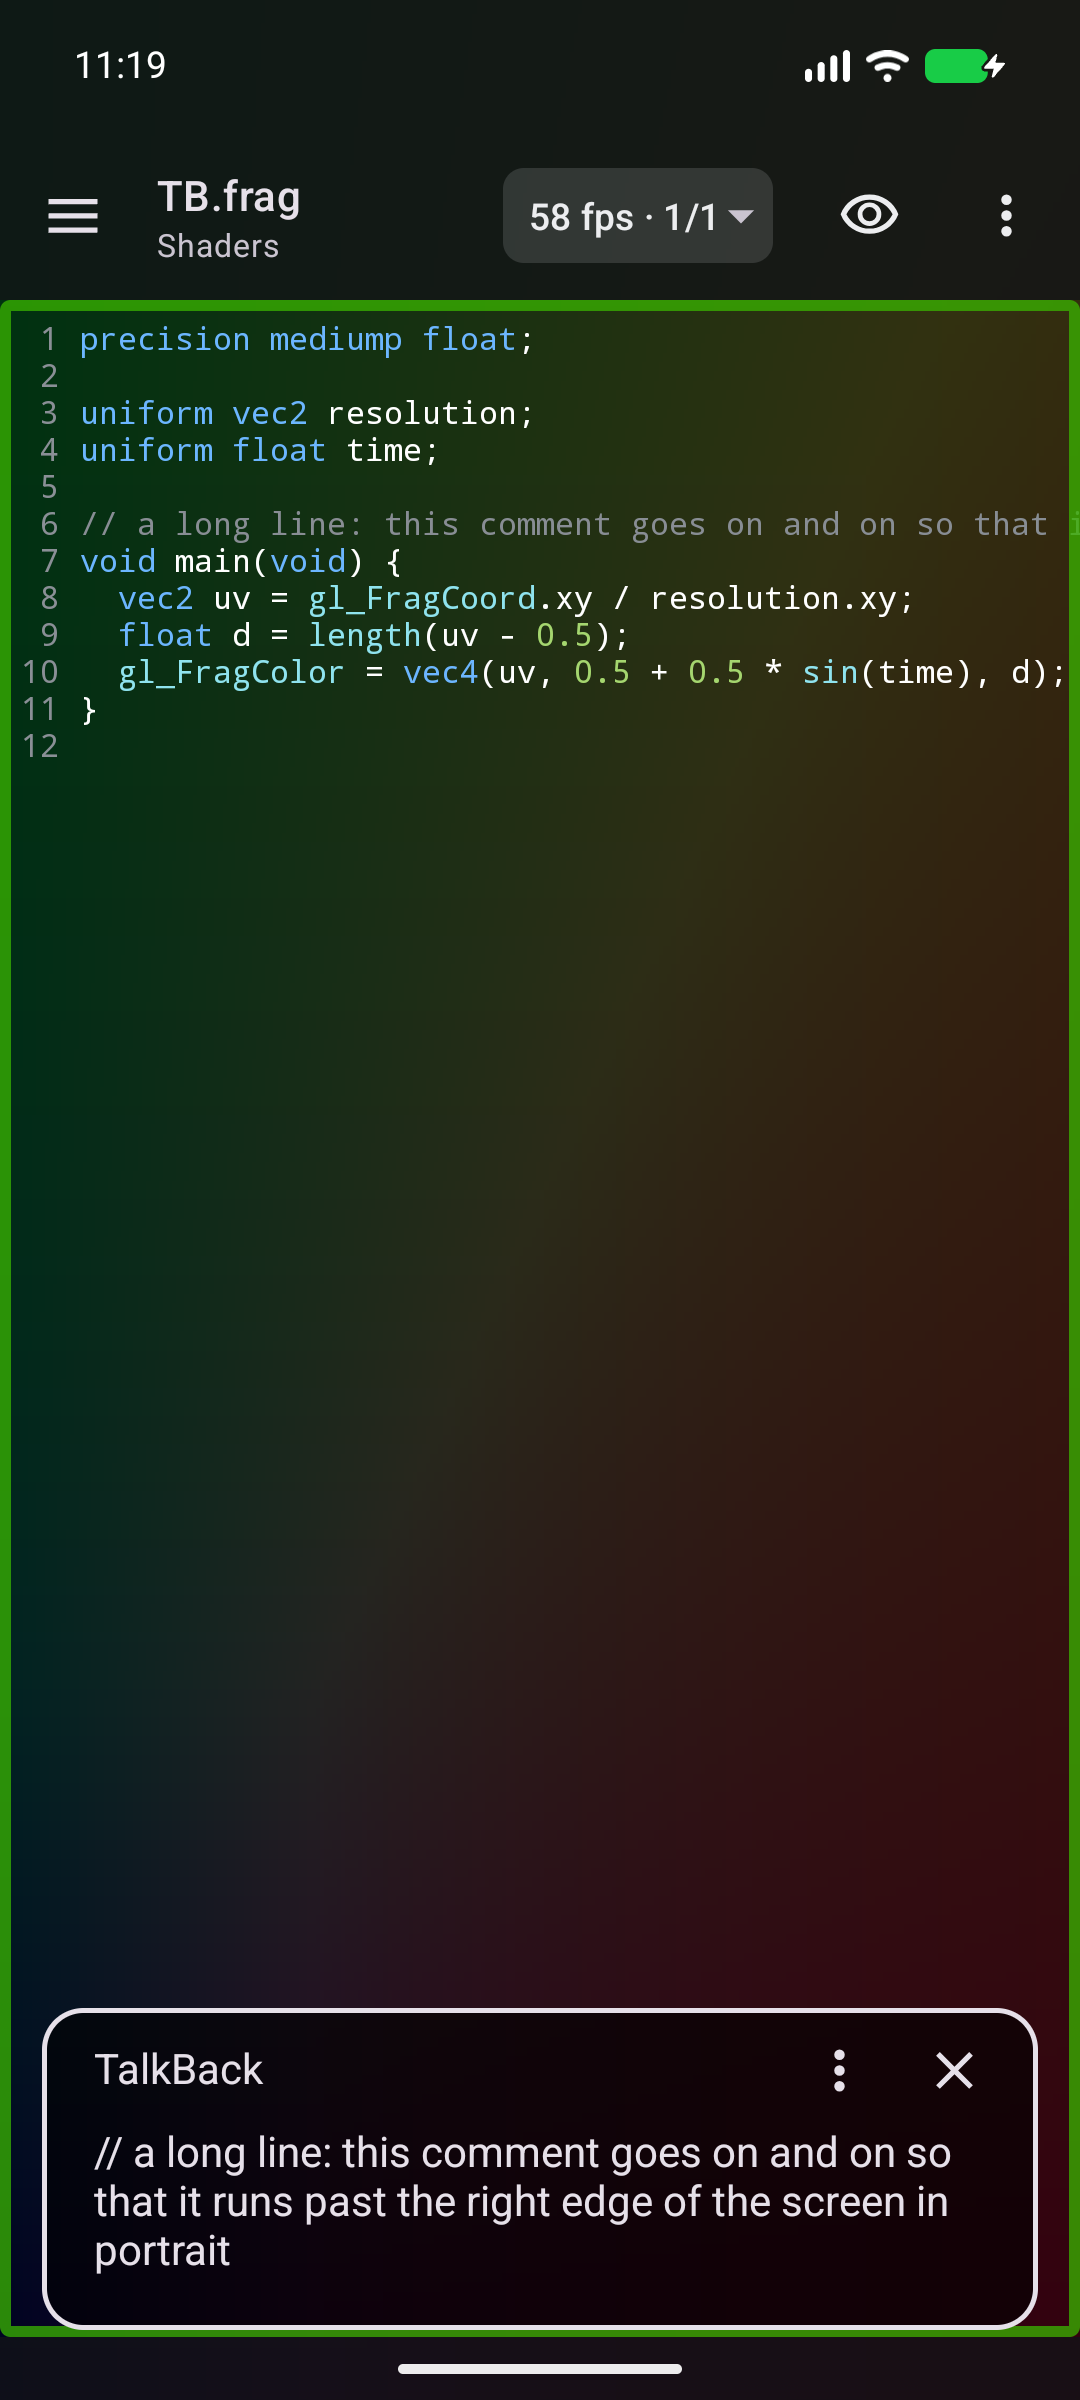 11:19
TB.frag
Shaders
58 fps · 1/1
1 precision mediump float;
2
3 uniform vec2 resolution;
4 uniform float time;
5
6 // a long line: this comment goes on and on so that i
7 void main(void) {
8   vec2 uv = gl_FragCoord.xy / resolution.xy;
9   float d = length(uv - 0.5);
10   gl_FragColor = vec4(uv, 0.5 + 0.5 * sin(time), d);
11 }
12
TalkBack
// a long line: this comment goes on and on so
that it runs past the right edge of the screen in
portrait